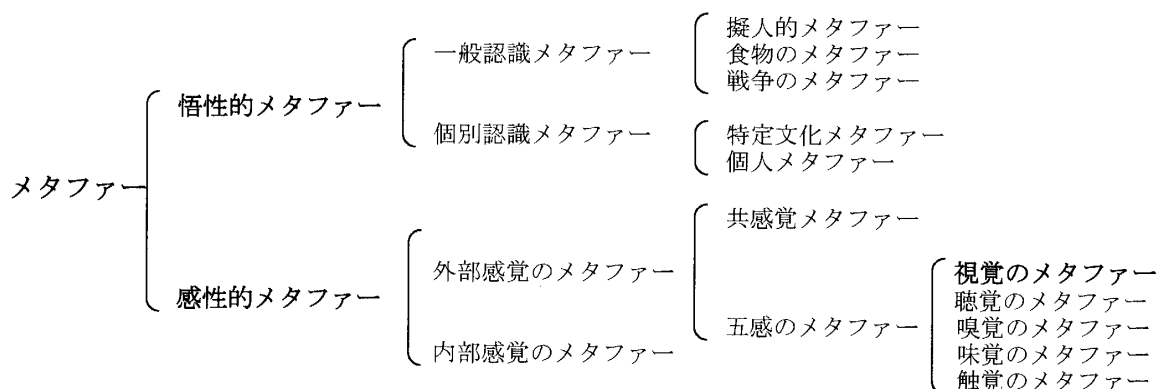 メタファー
悟性的メタファー
一般認識メタファー
擬人的メタファー
食物のメタファー
戦争のメタファー
個別認識メタファー
特定文化メタファー
個人メタファー
感性的メタファー
外部感覚のメタファー
共感覚メタファー
五感のメタファー
視覚のメタファー
聴覚のメタファー
嗅覚のメタファー
味覚のメタファー
触覚のメタファー
内部感覚のメタファー